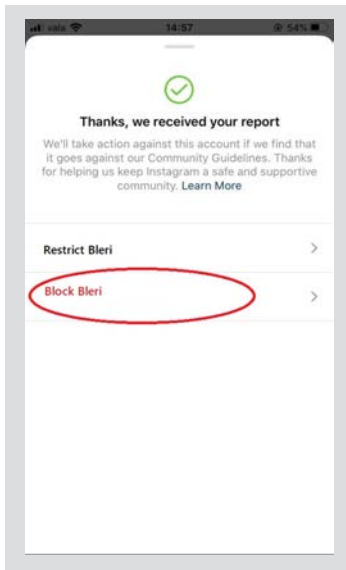 vala 14:57 54%
Thanks, we received your report
We'll take action against this account if we find that
it goes against our Community Guidelines. Thanks
for helping us keep Instagram a safe and supportive
community. Learn More
Restrict Bleri
Block Bleri